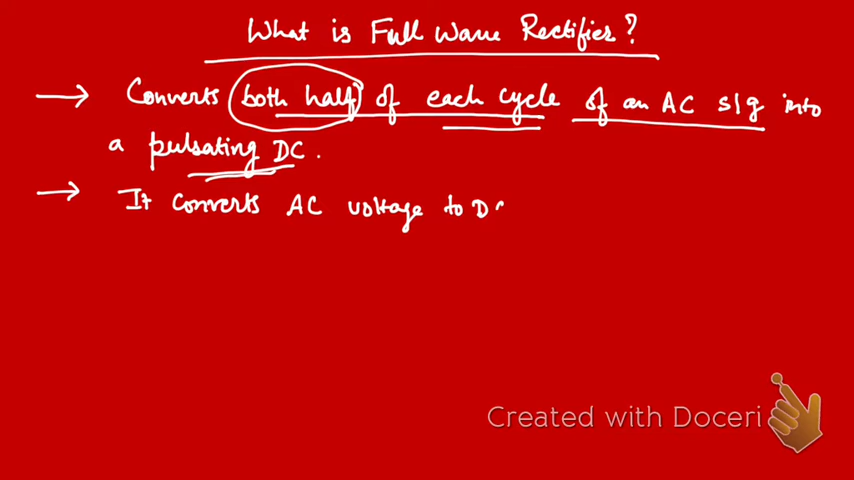 What is Full Wave Rectifier?
→ Converts both half of each cycle of an AC sig into
a pulsating DC.
→ It converts AC voltage to D
Created with Doceri